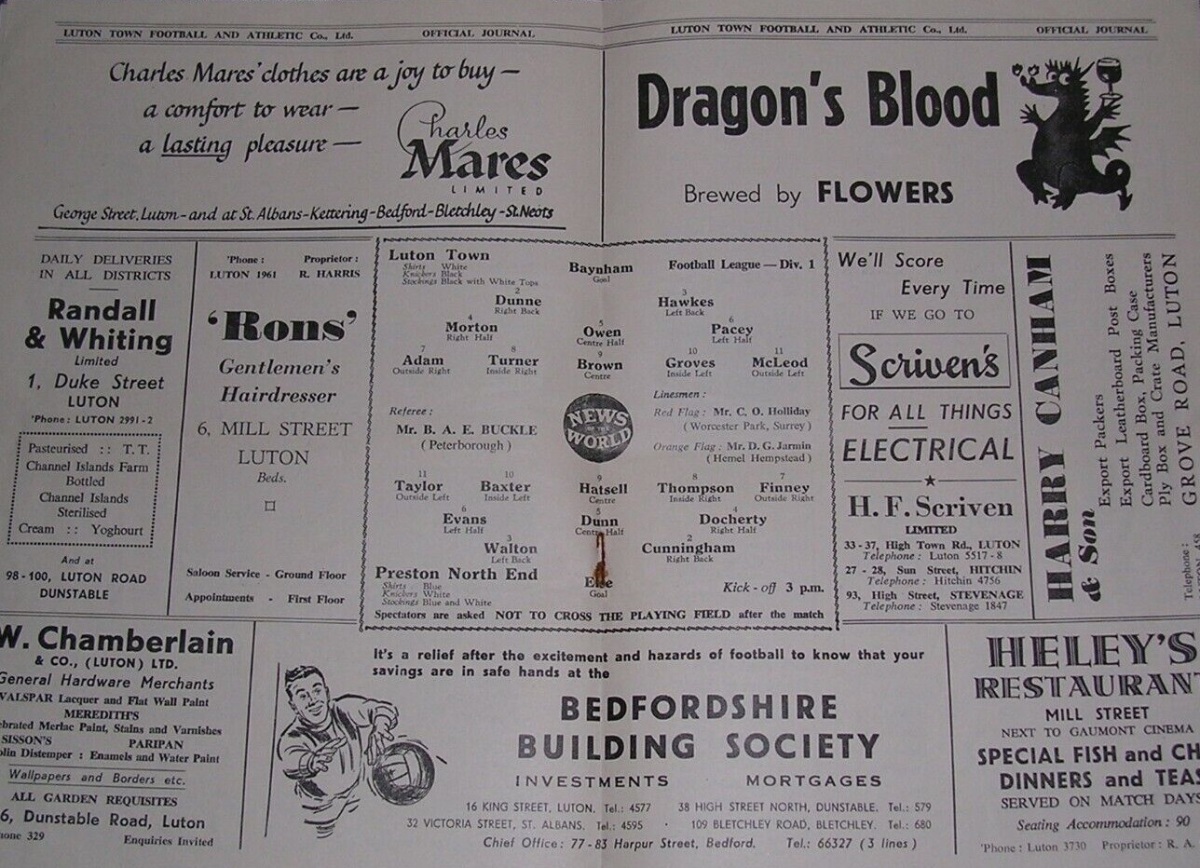 LUTON TOWN FOOTBALL AND ATHLETIC Co., Ltd. OFFICIAL JOURNAL
LUTON TOWN FOOTBALL AND ATHLETIC Co., Ltd. OFFICIAL JOURNAL
Charles Mares' clothes are a joy to buy —
a comfort to wear —
a lasting pleasure —
Charles
Mares
LIMITED
George Street, Luton - and at St. Albans - Kettering - Bedford - Bletchley - St. Neots
Dragon's Blood
Brewed by FLOWERS
DAILY DELIVERIES
IN ALL DISTRICTS
Randall
& Whiting
Limited
1, Duke Street
LUTON
'Phone : LUTON 2991 - 2
Pasteurised :: T. T.
Channel Islands Farm
Bottled
Channel Islands
Sterilised
Cream :: Yoghourt
And at
98 - 100, LUTON ROAD
DUNSTABLE
'Phone : Proprietor :
LUTON 1961 R. HARRIS
'Rons'
Gentlemen's
Hairdresser
6, MILL STREET
LUTON
Beds.
Saloon Service - Ground Floor
Appointments - First Floor
Luton Town
Shirts White
Knickers Black
Stockings Black with White Tops
Baynham
Goal
Football League — Div. 1
2 3
Dunne Hawkes
Right Back Left Back
4 5 6
Morton Owen Pacey
Right Half Centre Half Left Half
7 8 9 10 11
Adam Turner Brown Groves McLeod
Outside Right Inside Right Centre Inside Left Outside Left
Referee :
Mr. B. A. E. BUCKLE
(Peterborough)
NEWS
OF THE
WORLD
Linesmen :
Red Flag : Mr. C. O. Holliday
(Worcester Park, Surrey)
Orange Flag : Mr. D. G. Jarmin
(Hemel Hempstead)
11 10 9 8 7
Taylor Baxter Hatsell Thompson Finney
Outside Left Inside Left Centre Inside Right Outside Right
6 5 4
Evans Dunn Docherty
Left Half Centre Half Right Half
3 2
Walton Cunningham
Left Back Right Back
Preston North End
Shirts : Blue
Knickers White
Stockings Blue and White
Goal
Kick - off 3 p.m.
Spectators are asked NOT TO CROSS THE PLAYING FIELD after the match
We'll Score
Every Time
IF WE GO TO
Scriven's
FOR ALL THINGS
ELECTRICAL
H. F. Scriven
LIMITED
33 - 37, High Town Rd., LUTON
Telephone : Luton 5517 - 8
27 - 28, Sun Street, HITCHIN
Telephone : Hitchin 4756
93, High Street, STEVENAGE
Telephone : Stevenage 1847
HARRY CANHAM
& Son
Export Packers
Export Leatherboard Post Boxes
Cardboard Box, Packing Case
Ply Box and Crate Manufacturers
GROVE ROAD, LUTON
Telephone :
W. Chamberlain
& CO., (LUTON) LTD.
General Hardware Merchants
VALSPAR Lacquer and Flat Wall Paint
MEREDITH'S
Merlac Paint, Stains and Varnishes
SISSON'S PARIPAN
Distemper : Enamels and Water Paint
Wallpapers and Borders etc.
ALL GARDEN REQUISITES
6, Dunstable Road, Luton
329 Enquiries Invited
It's a relief after the excitement and hazards of football to know that your
savings are in safe hands at the
BEDFORDSHIRE
BUILDING SOCIETY
INVESTMENTS MORTGAGES
16 KING STREET, LUTON. Tel.: 4577 38 HIGH STREET NORTH, DUNSTABLE. Tel.: 579
32 VICTORIA STREET, ST. ALBANS. Tel.: 4595 · 109 BLETCHLEY ROAD, BLETCHLEY. Tel.: 680
Chief Office : 77-83 Harpur Street, Bedford. Tel.: 66327 (3 lines)
HELEY'S
RESTAURANT
MILL STREET
NEXT TO GAUMONT CINEMA
SPECIAL FISH and CH
DINNERS and TEAS
SERVED ON MATCH DAYS
Seating Accommodation : 90
'Phone : Luton 3730 Proprietor : R. A.